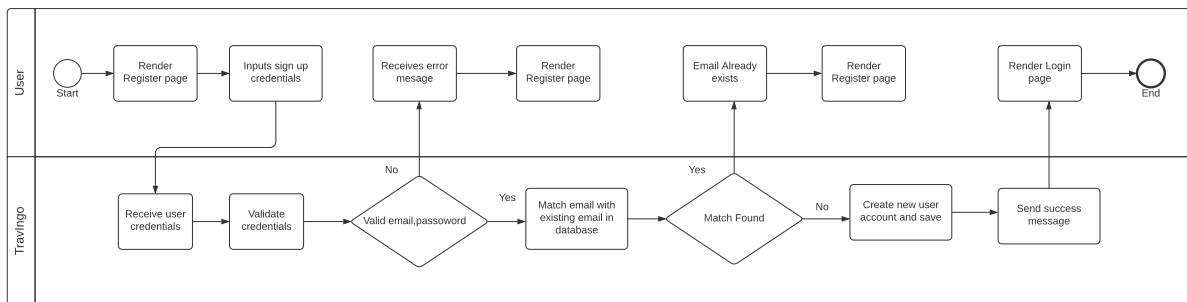 User
Start
Render
Register page
Inputs sign up
credentials
Receives error
mesage
Render
Register page
Email Already
exists
Render
Register page
Render Login
page
End
TravIngo
No
Yes
Yes
No
Receive user
credentials
Validate
credentials
Valid email,passoword
Match email with
existing email in
database
Match Found
Create new user
account and save
Send success
message